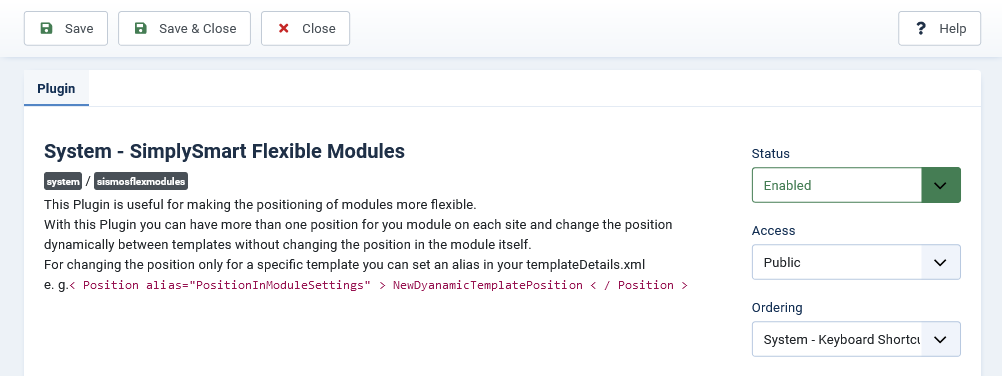 Save
Save & Close
Close
Help
Plugin
System - SimplySmart Flexible Modules
system / sismosflexmodules
This Plugin is useful for making the positioning of modules more flexible.
With this Plugin you can have more than one position for you module on each site and change the position
dynamically between templates without changing the position in the module itself.
For changing the position only for a specific template you can set an alias in your templateDetails.xml
e. g.< Position alias="PositionInModuleSettings" > NewDyanamicTemplatePosition < / Position >
Status
Enabled
Access
Public
Ordering
System - Keyboard Shortcu